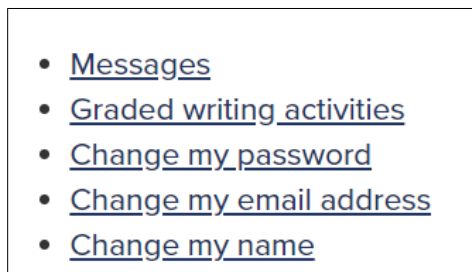 Messages
Graded writing activities
Change my password
Change my email address
Change my name